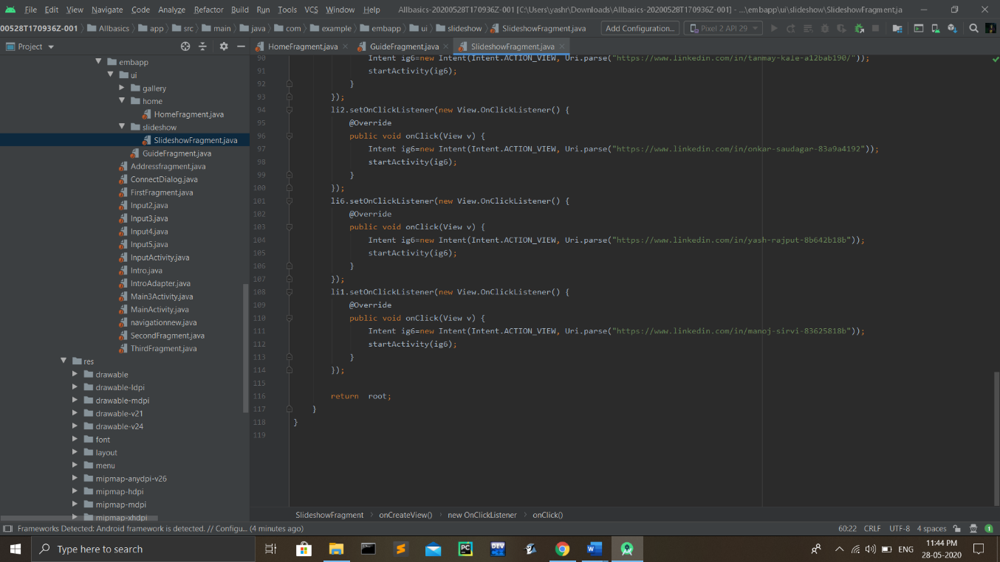 File Edit View Navigate Code Analyze Refactor Build Run Tools VCS Window Help Allbasics-20200528T170936Z-001 [C:\Users\yashr\Downloads\Allbasics-20200528T170936Z-001] - ...\embapp\ui\slideshow\SlideshowFragment.ja
00528T170936Z-001 Allbasics app src main java com example embapp ui slideshow SlideshowFragment.java Add Configuration... Pixel 2 API 29
Project HomeFragment.java GuideFragment.java SlideshowFragment.java
embapp
ui
gallery
home
HomeFragment.java
slideshow
SlideshowFragment.java
GuideFragment.java
Addressfragment.java
ConnectDialog.java
FirstFragment.java
Input2.java
Input3.java
Input4.java
Input5.java
InputActivity.java
Intro.java
IntroAdapter.java
Main3Activity.java
MainActivity.java
navigationnew.java
SecondFragment.java
ThirdFragment.java
res
drawable
drawable-ldpi
drawable-mdpi
drawable-v21
drawable-v24
font
layout
menu
mipmap-anydpi-v26
mipmap-hdpi
mipmap-mdpi
mipmap-xhdpi
90 Intent ig6=new Intent(Intent.ACTION_VIEW, Uri.parse("https://www.linkedin.com/in/tanmay-kale-a12bab190/"));
91 startActivity(ig6);
92 }
93 });
94 li2.setOnClickListener(new View.OnClickListener() {
95 @Override
96 public void onClick(View v) {
97 Intent ig6=new Intent(Intent.ACTION_VIEW, Uri.parse("https://www.linkedin.com/in/onkar-saudagar-83a9a4192"));
98 startActivity(ig6);
99 }
100 });
101 li6.setOnClickListener(new View.OnClickListener() {
102 @Override
103 public void onClick(View v) {
104 Intent ig6=new Intent(Intent.ACTION_VIEW, Uri.parse("https://www.linkedin.com/in/yash-rajput-8b642b18b"));
105 startActivity(ig6);
106 }
107 });
108 li1.setOnClickListener(new View.OnClickListener() {
109 @Override
110 public void onClick(View v) {
111 Intent ig6=new Intent(Intent.ACTION_VIEW, Uri.parse("https://www.linkedin.com/in/manoj-sirvi-83625818b"));
112 startActivity(ig6);
113 }
114 });
115
116 return root;
117 }
118 }
119
SlideshowFragment onCreateView() new OnClickListener onClick()
Frameworks Detected: Android framework is detected. // Configu... (4 minutes ago) 60:22 CRLF UTF-8 4 spaces 1
Type here to search PC DEV C++ W ENG 11:44 PM
28-05-2020